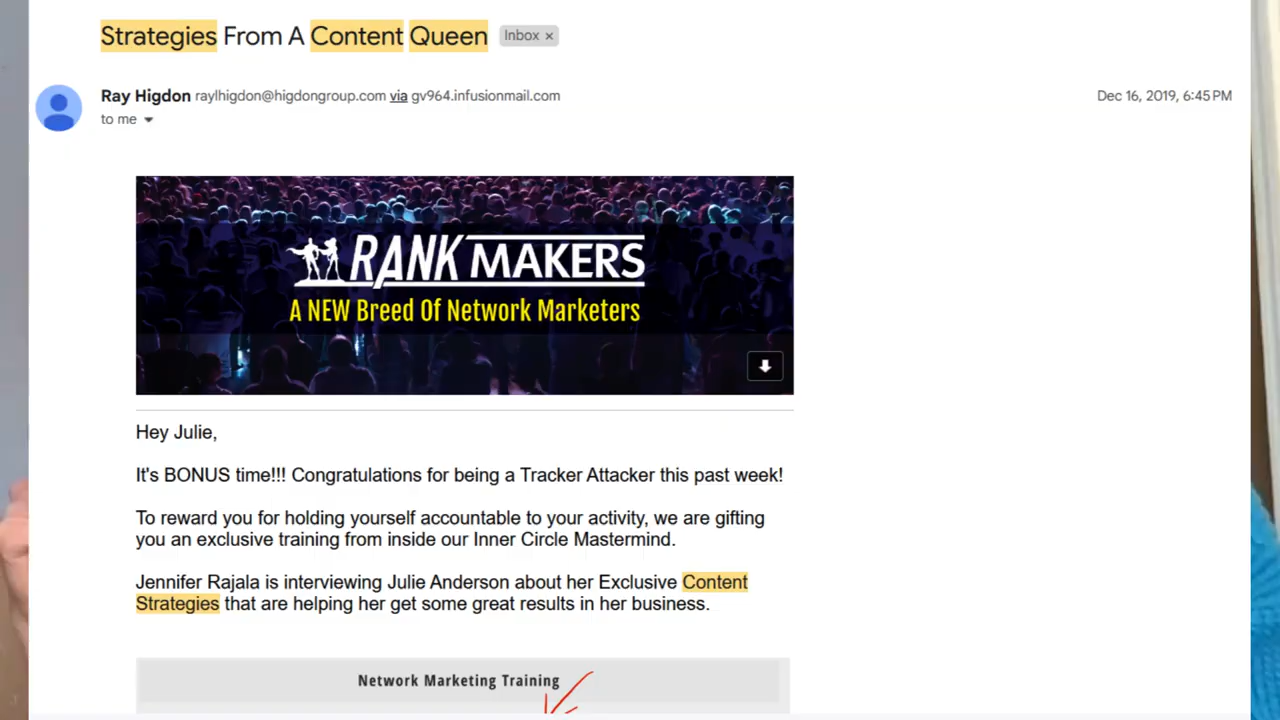 Strategies From A Content Queen Inbox ×
Ray Higdon raylhigdon@higdongroup.com via gv964.infusionmail.com Dec 16, 2019, 6:45 PM
to me
RANK MAKERS
A NEW Breed Of Network Marketers
Hey Julie,
It's BONUS time!!! Congratulations for being a Tracker Attacker this past week!
To reward you for holding yourself accountable to your activity, we are gifting
you an exclusive training from inside our Inner Circle Mastermind.
Jennifer Rajala is interviewing Julie Anderson about her Exclusive Content
Strategies that are helping her get some great results in her business.
Network Marketing Training